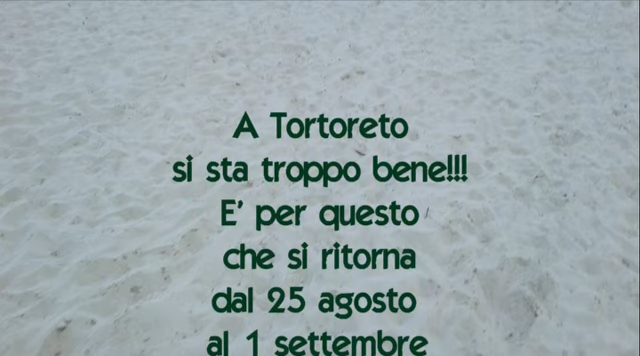 A Tortoreto
si sta troppo bene!!!
E' per questo
che si ritorna
dal 25 agosto
al 1 settembre